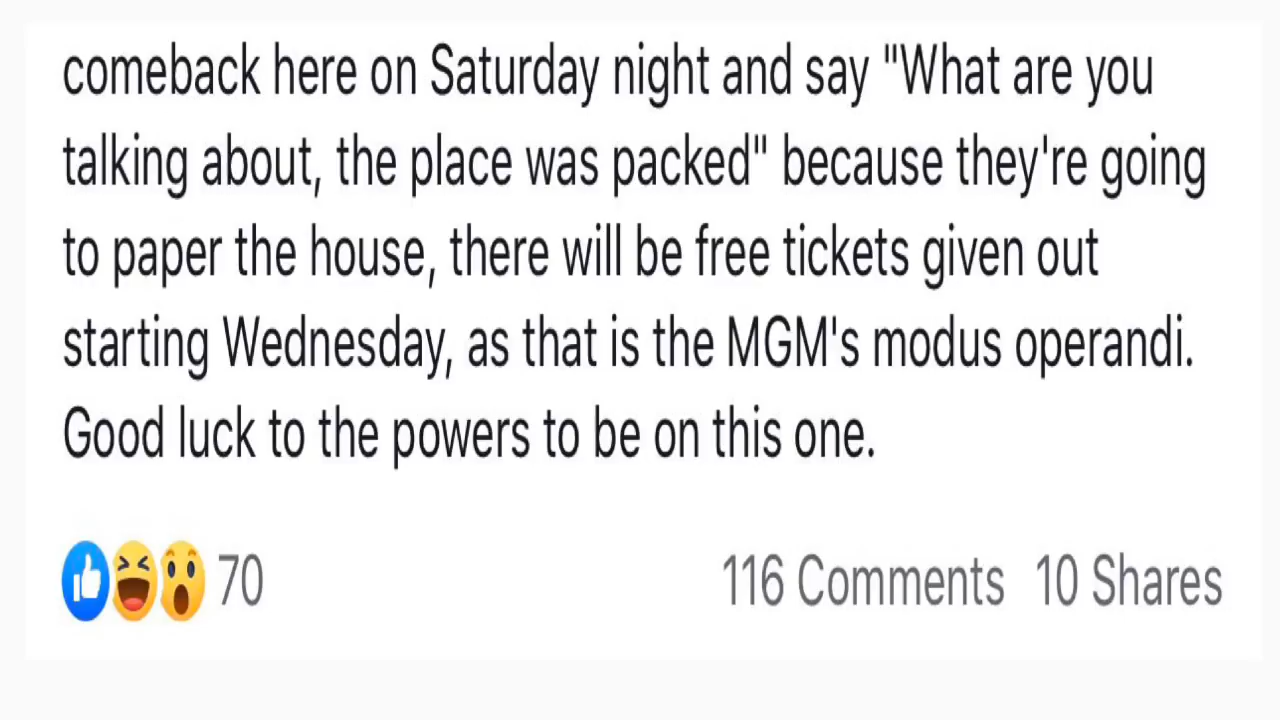 comeback here on Saturday night and say "What are you
talking about, the place was packed" because they're going
to paper the house, there will be free tickets given out
starting Wednesday, as that is the MGM's modus operandi.
Good luck to the powers to be on this one.
70 116 Comments 10 Shares